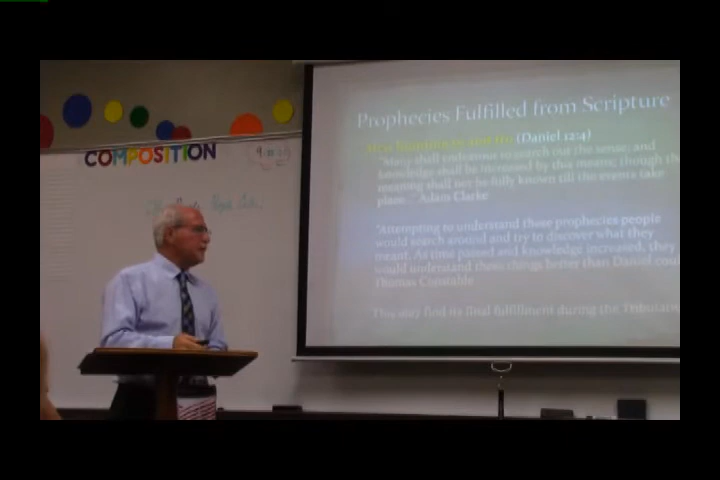 COMPOSITION
Prophecies Fulfilled from Scripture
(Daniel 12:4)
"Many shall endeavour to search out the sense; and
knowledge shall be increased by this means; though the
meaning shall not be fully known till the events take
place." Adam Clarke
"Attempting to understand these prophecies people
would search around and try to discover what they
meant. As time passed and knowledge increased, they
would understand these things better than Daniel
Thomas Constable
This may find its final fulfillment during the